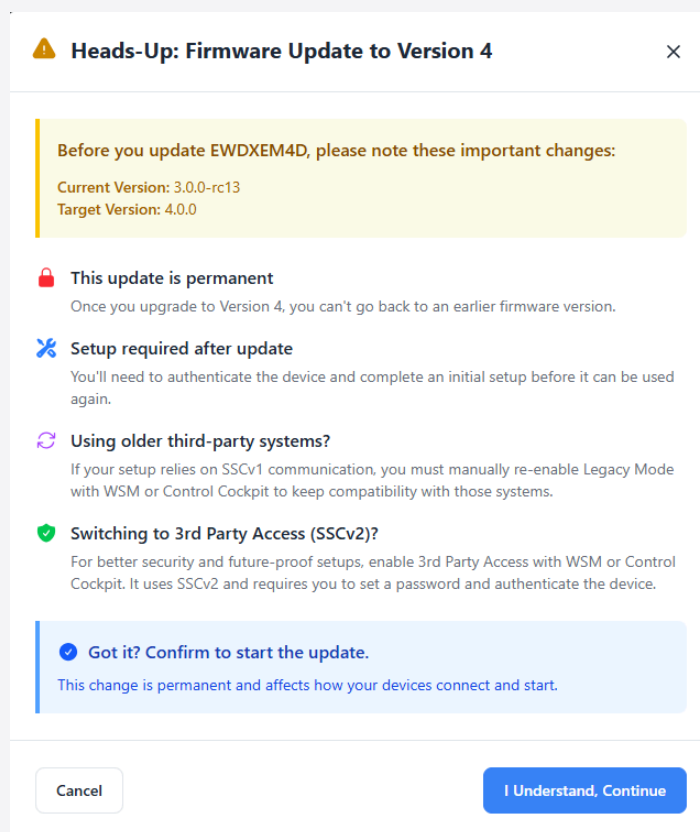 Heads-Up: Firmware Update to Version 4
Before you update EWDXEM4D, please note these important changes:
Current Version: 3.0.0-rc13
Target Version: 4.0.0
This update is permanent
Once you upgrade to Version 4, you can't go back to an earlier firmware version.
Setup required after update
You'll need to authenticate the device and complete an initial setup before it can be used
again.
Using older third-party systems?
If your setup relies on SSCv1 communication, you must manually re-enable Legacy Mode
with WSM or Control Cockpit to keep compatibility with those systems.
Switching to 3rd Party Access (SSCv2)?
For better security and future-proof setups, enable 3rd Party Access with WSM or Control
Cockpit. It uses SSCv2 and requires you to set a password and authenticate the device.
Got it? Confirm to start the update.
This change is permanent and affects how your devices connect and start.
Cancel
I Understand, Continue